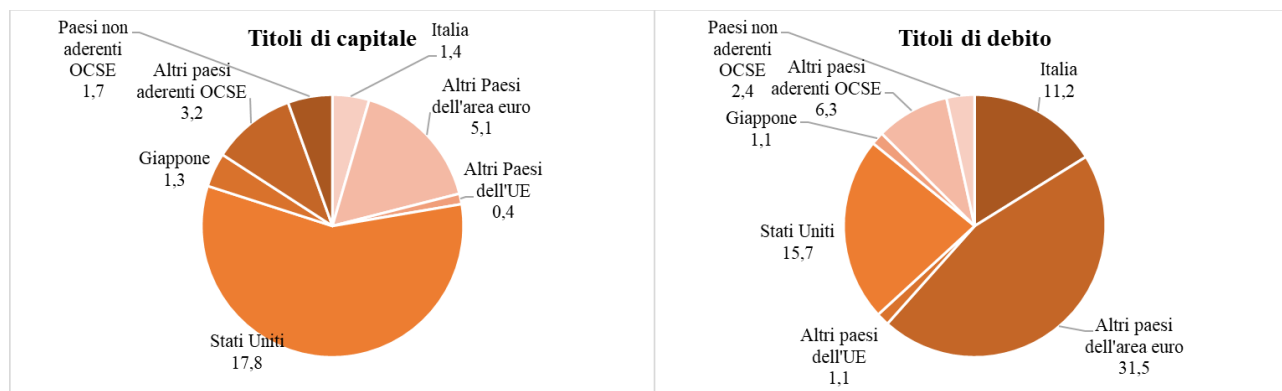 Titoli di capitale
Paesi non
aderenti
OCSE
1,7
Altri paesi
aderenti OCSE
3,2
Giappone
1,3
Stati Uniti
17,8
Italia
1,4
Altri Paesi
dell'area euro
5,1
Altri Paesi
dell'UE
0,4
Titoli di debito
Paesi non
aderenti
OCSE
2,4
Altri paesi
aderenti OCSE
6,3
Giappone
1,1
Stati Uniti
15,7
Altri paesi
dell'UE
1,1
Italia
11,2
Altri paesi
dell'area euro
31,5